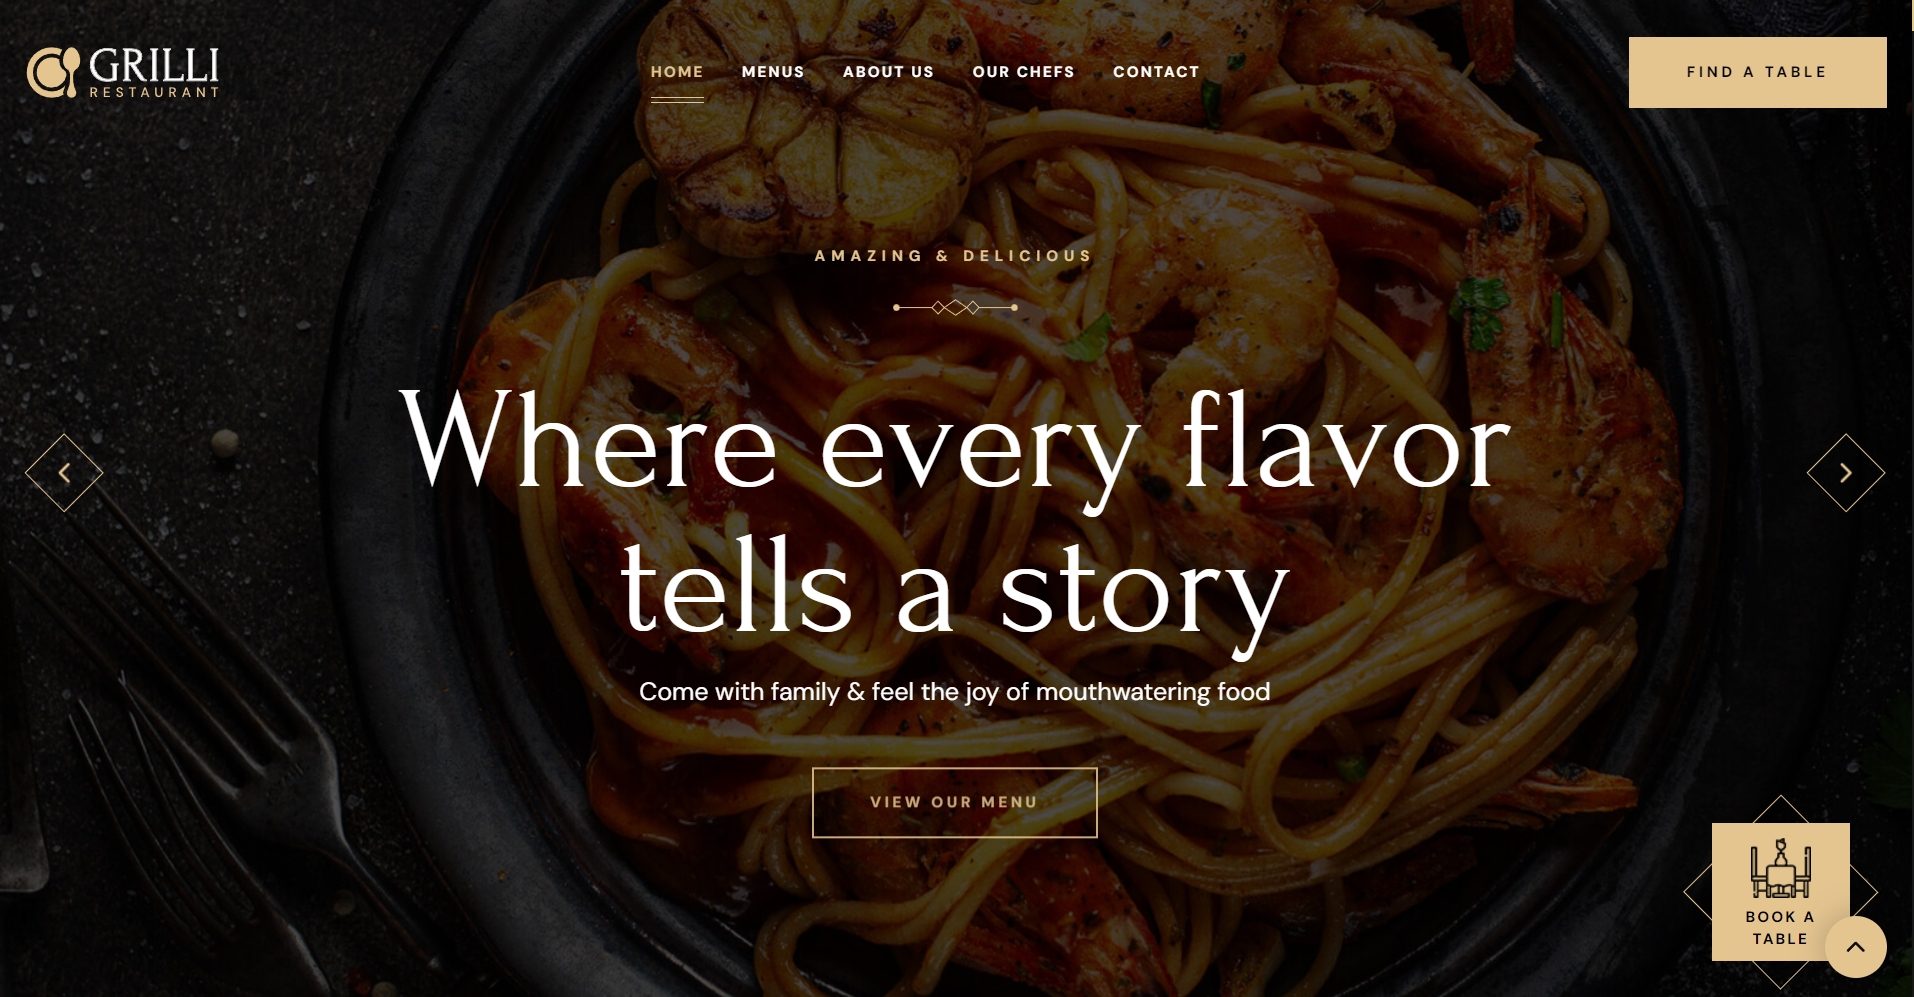 GRILLI
RESTAURANT
HOME
MENUS
ABOUT US
OUR CHEFS
CONTACT
FIND A TABLE
AMAZING & DELICIOUS
Where every flavor
tells a story
Come with family & feel the joy of mouthwatering food
VIEW OUR MENU
BOOK A
TABLE